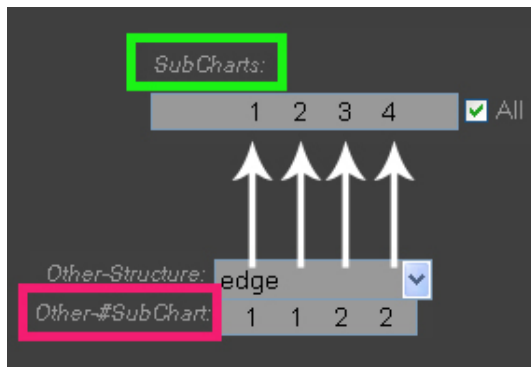 SubCharts:
1 2 3 4 All
Other-Structure: edge
Other-#SubChart: 1 1 2 2